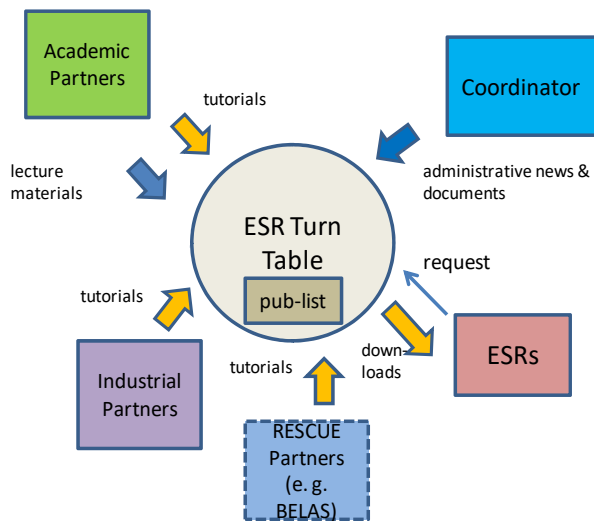 Academic
Partners
tutorials
Coordinator
lecture
materials
administrative news &
documents
ESR Turn
Table
pub-list
request
tutorials
Industrial
Partners
tutorials
down-
loads
ESRs
RESCUE
Partners
(e. g.
BELAS)